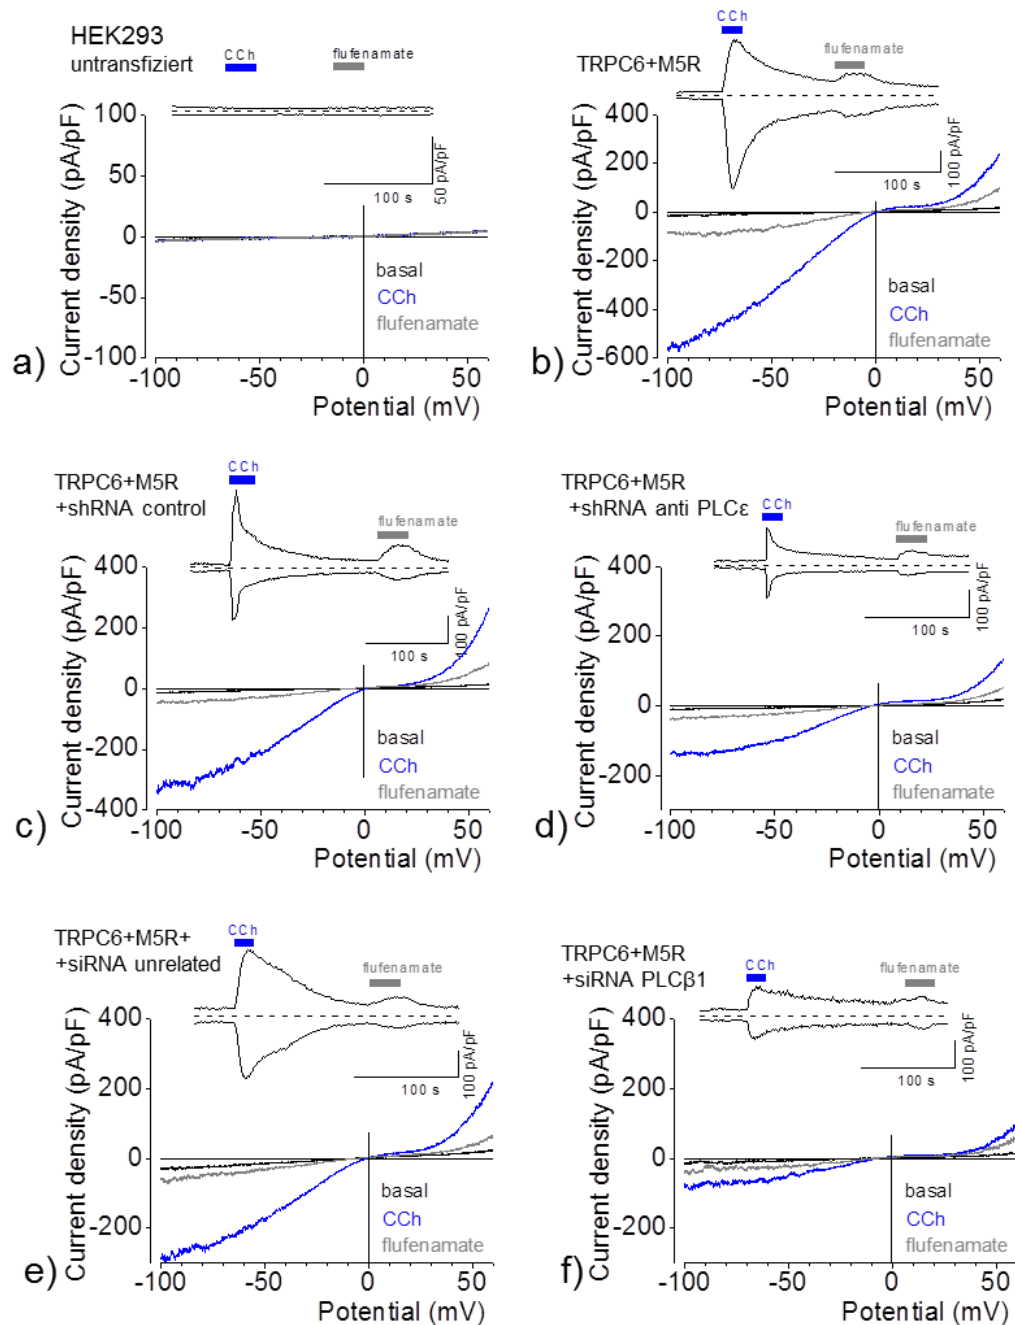 HEK293
untransfiziert
CCh
flufenamate
Current density (pA/pF)
100
50
0
-50
-100
50 pA/pF
100 s
basal
CCh
flufenamate
-100
-50
0
50
Potential (mV)
a)
TRPC6+M5R
CCh
flufenamate
Current density (pA/pF)
400
200
0
-200
-400
-600
100 pA/pF
100 s
basal
CCh
flufenamate
-100
-50
0
50
Potential (mV)
b)
TRPC6+M5R
+shRNA control
CCh
flufenamate
Current density (pA/pF)
400
200
0
-200
-400
100 pA/pF
100 s
basal
CCh
flufenamate
-100
-50
0
50
Potential (mV)
c)
TRPC6+M5R
+shRNA anti PLCε
CCh
flufenamate
Current density (pA/pF)
400
200
0
-200
100 pA/pF
100 s
basal
CCh
flufenamate
-100
-50
0
50
Potential (mV)
d)
TRPC6+M5R+
+siRNA unrelated
CCh
flufenamate
Current density (pA/pF)
400
200
0
-200
100 pA/pF
100 s
basal
CCh
flufenamate
-100
-50
0
50
Potential (mV)
e)
TRPC6+M5R
+siRNA PLCβ1
CCh
flufenamate
Current density (pA/pF)
400
200
0
-200
100 pA/pF
100 s
basal
CCh
flufenamate
-100
-50
0
50
Potential (mV)
f)